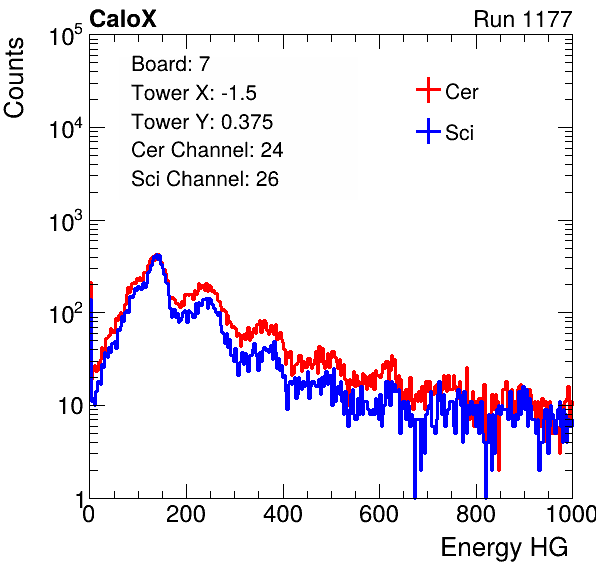 CaloX Run 1177
Counts
10^5
10^4
10^3
10^2
10
1
Board: 7
Tower X: -1.5
Tower Y: 0.375
Cer Channel: 24
Sci Channel: 26
Cer
Sci
0 200 400 600 800 1000
Energy HG